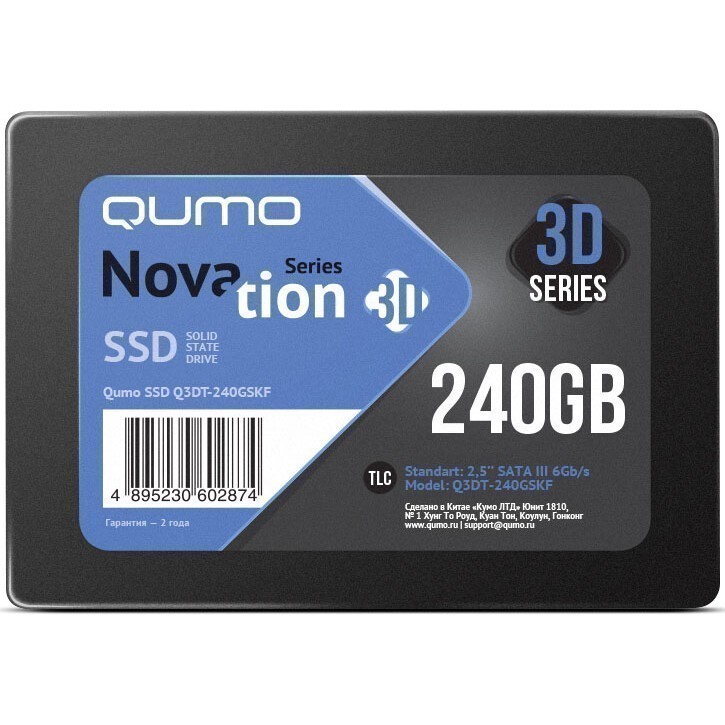 QUMO
Series
Novation 3D
SSD SOLID
STATE
DRIVE
Qumo SSD Q3DT-240GSKF
4 895230 602874
Гарантия — 2 года
3D
SERIES
240GB
TLC
Standart: 2,5'' SATA III 6Gb/s
Model: Q3DT-240GSKF
Сделано в Китае «Кумо ЛТД» Юнит 1810,
№ 1 Хунг То Роуд, Куан Тон, Коулун, Гонконг
www.qumo.ru | support@qumo.ru